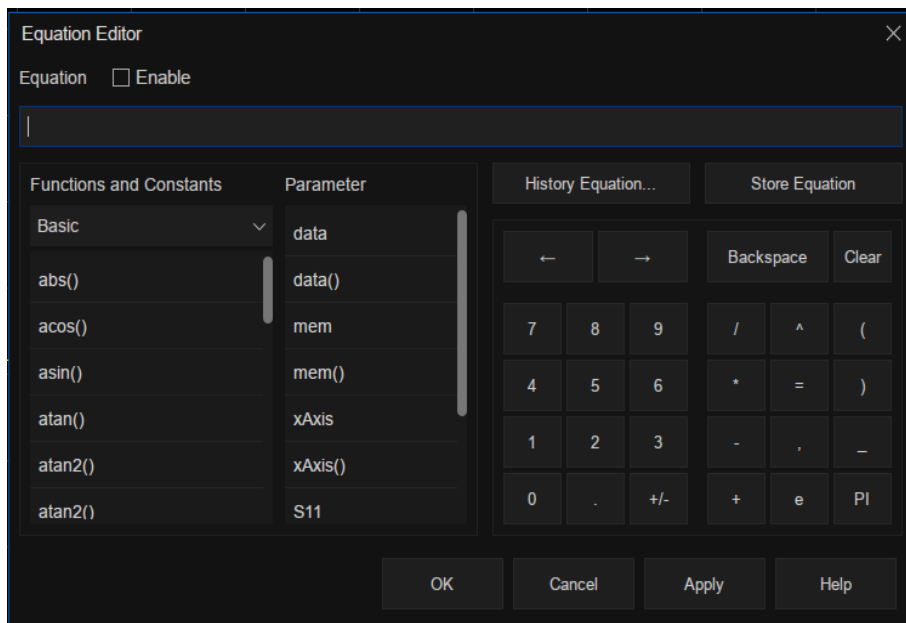 Equation Editor
Equation Enable
Functions and Constants
Basic
abs()
acos()
asin()
atan()
atan2()
atan2()
Parameter
data
data()
mem
mem()
xAxis
xAxis()
S11
History Equation... Store Equation
← → Backspace Clear
7 8 9 / ^ (
4 5 6 * = )
1 2 3 - , _
0 . +/- + e PI
OK Cancel Apply Help